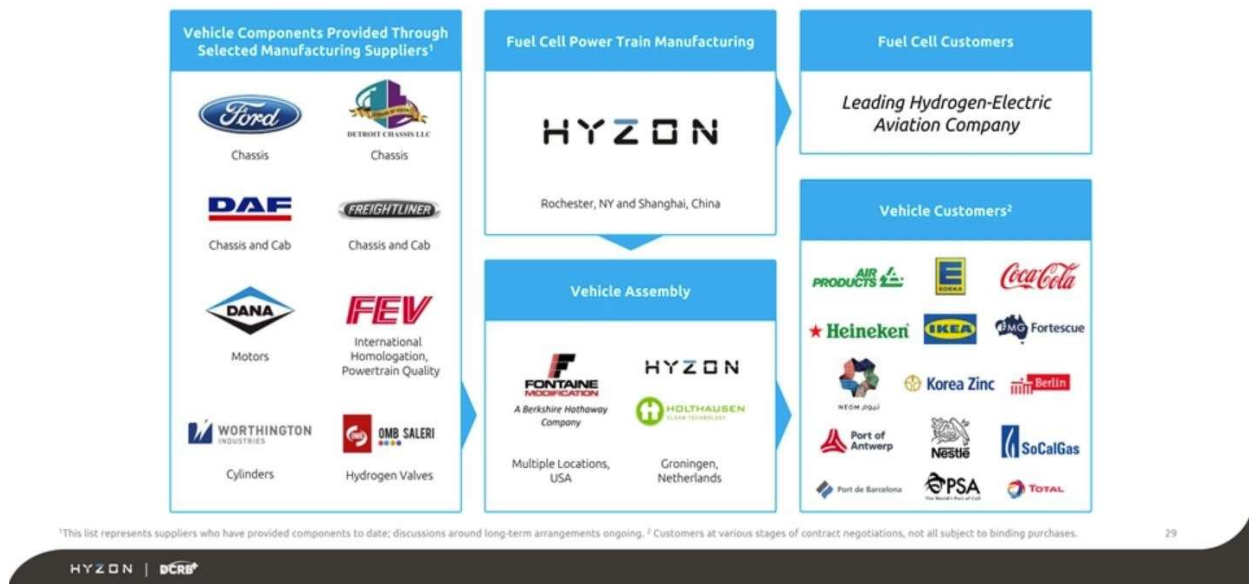 Vehicle Components Provided Through
Selected Manufacturing Suppliers¹
Ford
Chassis
DETROIT CHASSIS LLC
Chassis
DAF
Chassis and Cab
FREIGHTLINER
Chassis and Cab
DANA
Motors
FEV
International
Homologation,
Powertrain Quality
WORTHINGTON
INDUSTRIES
Cylinders
OMB SALERI
Hydrogen Valves
Fuel Cell Power Train Manufacturing
HYZON
Rochester, NY and Shanghai, China
Vehicle Assembly
FONTAINE
MODIFICATION
A Berkshire Hathaway
Company
Multiple Locations,
USA
HYZON
HOLTHAUSEN
CLEAN TECHNOLOGY
Groningen,
Netherlands
Fuel Cell Customers
Leading Hydrogen-Electric
Aviation Company
Vehicle Customers²
AIR
PRODUCTS
E
EDEKA
Coca-Cola
Heineken
IKEA
FMG Fortescue
NEOM نيوم
Korea Zinc
Berlin
Port of
Antwerp
Nestlé
SoCalGas
Port de Barcelona
PSA
The World's Port of Call
TOTAL
¹This list represents suppliers who have provided components to date; discussions around long-term arrangements ongoing. ² Customers at various stages of contract negotiations, not all subject to binding purchases.
29
HYZON | DCRB